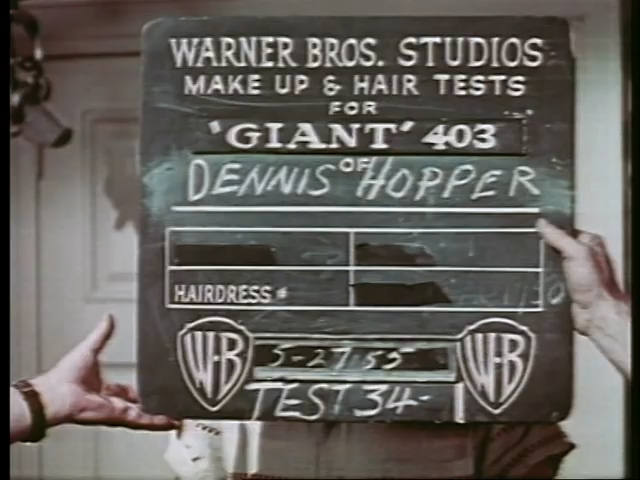 WARNER BROS. STUDIOS
MAKE UP & HAIR TESTS
FOR
'GIANT' 403
OF
DENNIS HOPPER
HAIRDRESS #
W·B 5-27-55 W·B
TEST 34-1